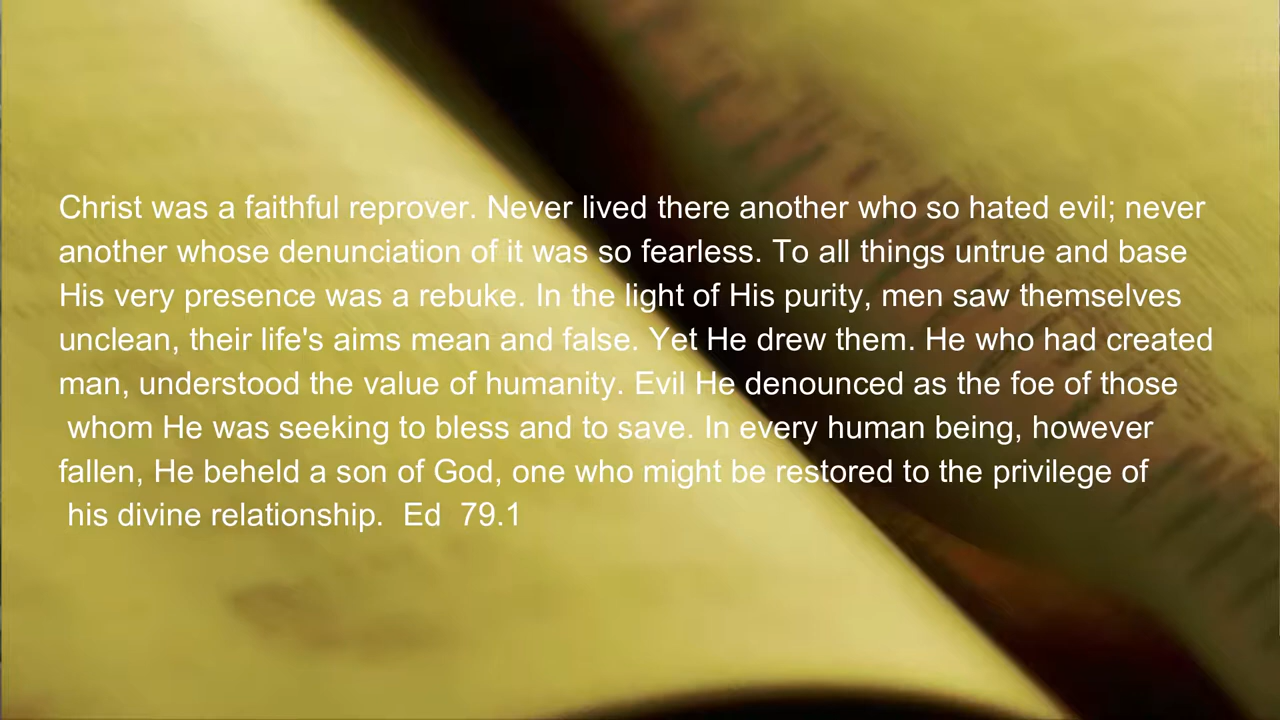 Christ was a faithful reprover. Never lived there another who so hated evil; never
another whose denunciation of it was so fearless. To all things untrue and base
His very presence was a rebuke. In the light of His purity, men saw themselves
unclean, their life's aims mean and false. Yet He drew them. He who had created
man, understood the value of humanity. Evil He denounced as the foe of those
whom He was seeking to bless and to save. In every human being, however
fallen, He beheld a son of God, one who might be restored to the privilege of
his divine relationship.  Ed  79.1